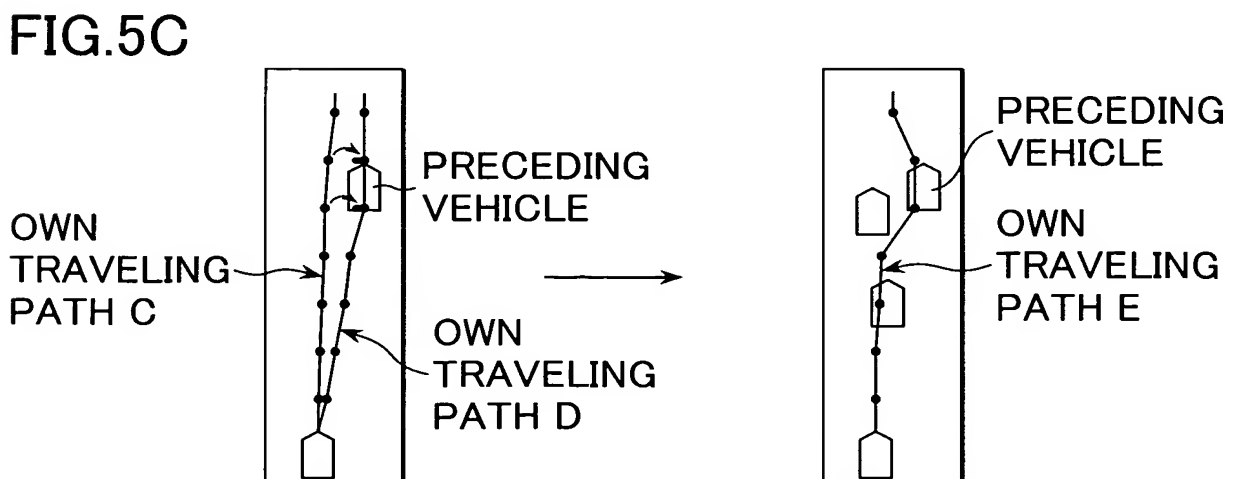 FIG.5C
PRECEDING
VEHICLE
OWN
TRAVELING
PATH C
OWN
TRAVELING
PATH D
PRECEDING
VEHICLE
OWN
TRAVELING
PATH E